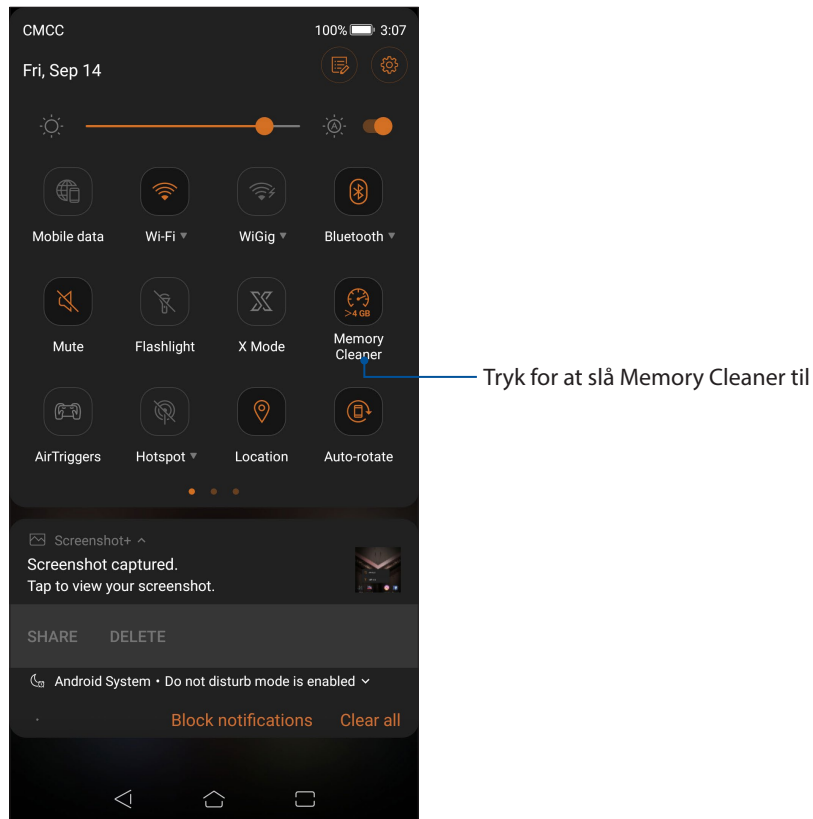 CMCC 100% 3:07
Fri, Sep 14
A
Mobile data Wi-Fi WiGig Bluetooth
>4 GB
Mute Flashlight X Mode Memory Cleaner
Tryk for at slå Memory Cleaner til
AirTriggers Hotspot Location Auto-rotate
Screenshot+
Screenshot captured.
Tap to view your screenshot.
SHARE DELETE
Android System • Do not disturb mode is enabled
Block notifications Clear all